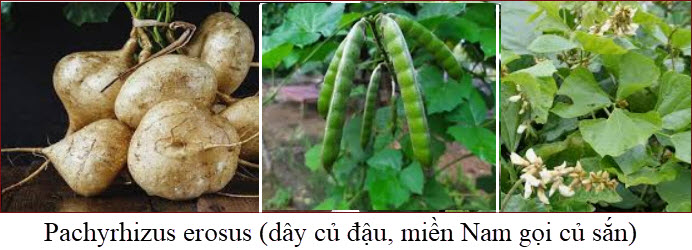 Pachyrhizus erosus (dây củ đậu, miền Nam gọi củ sắn)